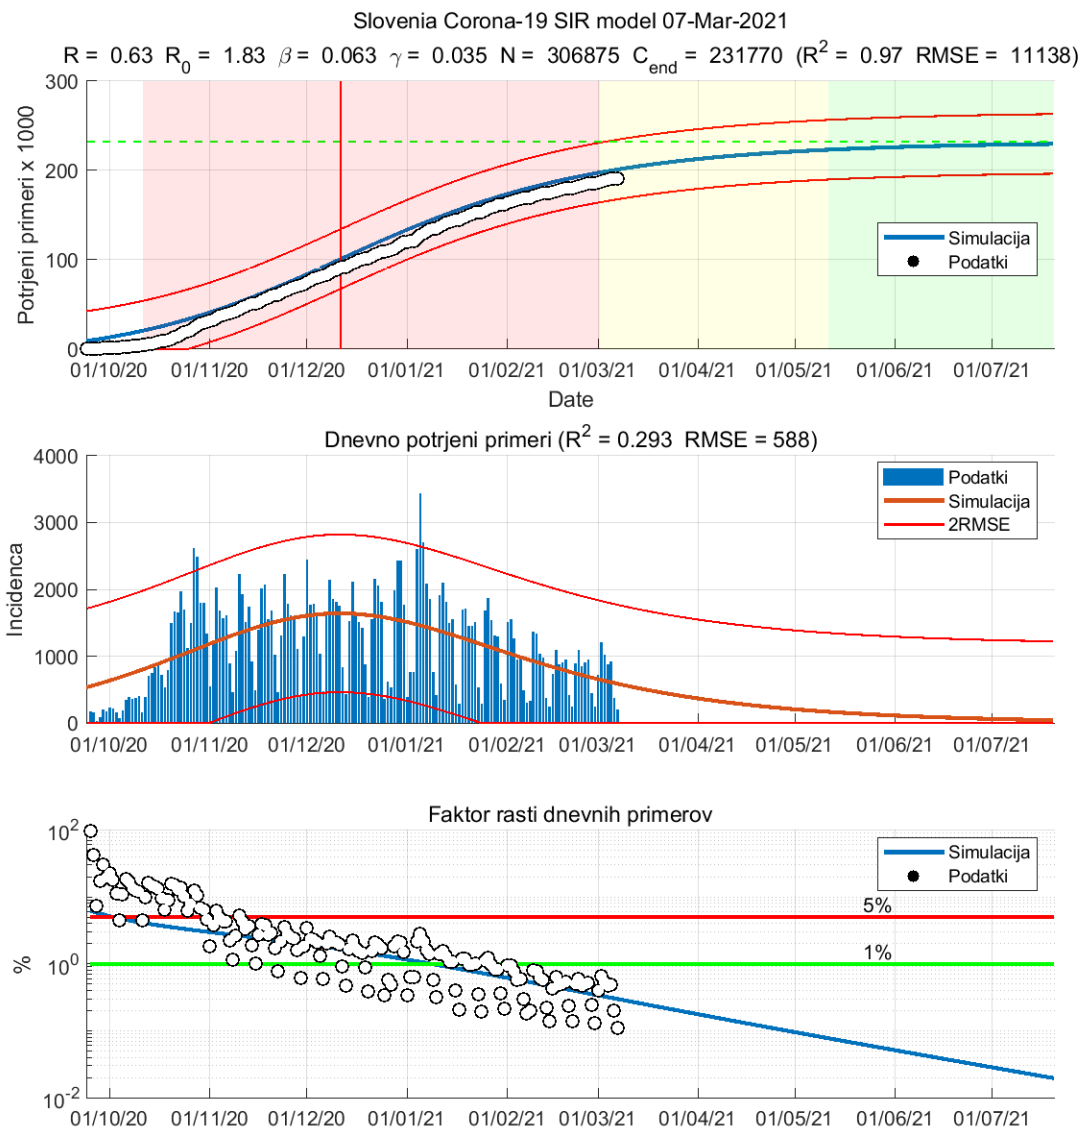 Slovenia Corona-19 SIR model 07-Mar-2021
R = 0.63 R0 = 1.83 β = 0.063 γ = 0.035 N = 306875 Cend = 231770 (R2 = 0.97 RMSE = 11138)
Potrjeni primeri x 1000
300
200
100
0
Simulacija
Podatki
01/10/20 01/11/20 01/12/20 01/01/21 01/02/21 01/03/21 01/04/21 01/05/21 01/06/21 01/07/21
Date
Dnevno potrjeni primeri (R2 = 0.293 RMSE = 588)
Incidenca
4000
3000
2000
1000
0
Podatki
Simulacija
2RMSE
01/10/20 01/11/20 01/12/20 01/01/21 01/02/21 01/03/21 01/04/21 01/05/21 01/06/21 01/07/21
Faktor rasti dnevnih primerov
%
10^2
10^0
10^-2
Simulacija
Podatki
5%
1%
01/10/20 01/11/20 01/12/20 01/01/21 01/02/21 01/03/21 01/04/21 01/05/21 01/06/21 01/07/21